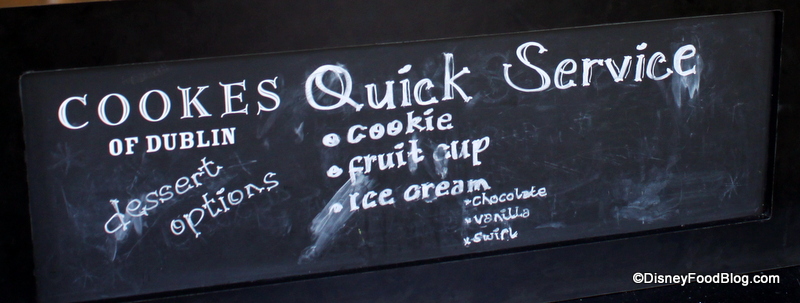 COOKES
OF DUBLIN
dessert
options
Quick Service
• cookie
• fruit cup
• ice cream
• chocolate
• vanilla
x swirl
©DisneyFoodBlog.com